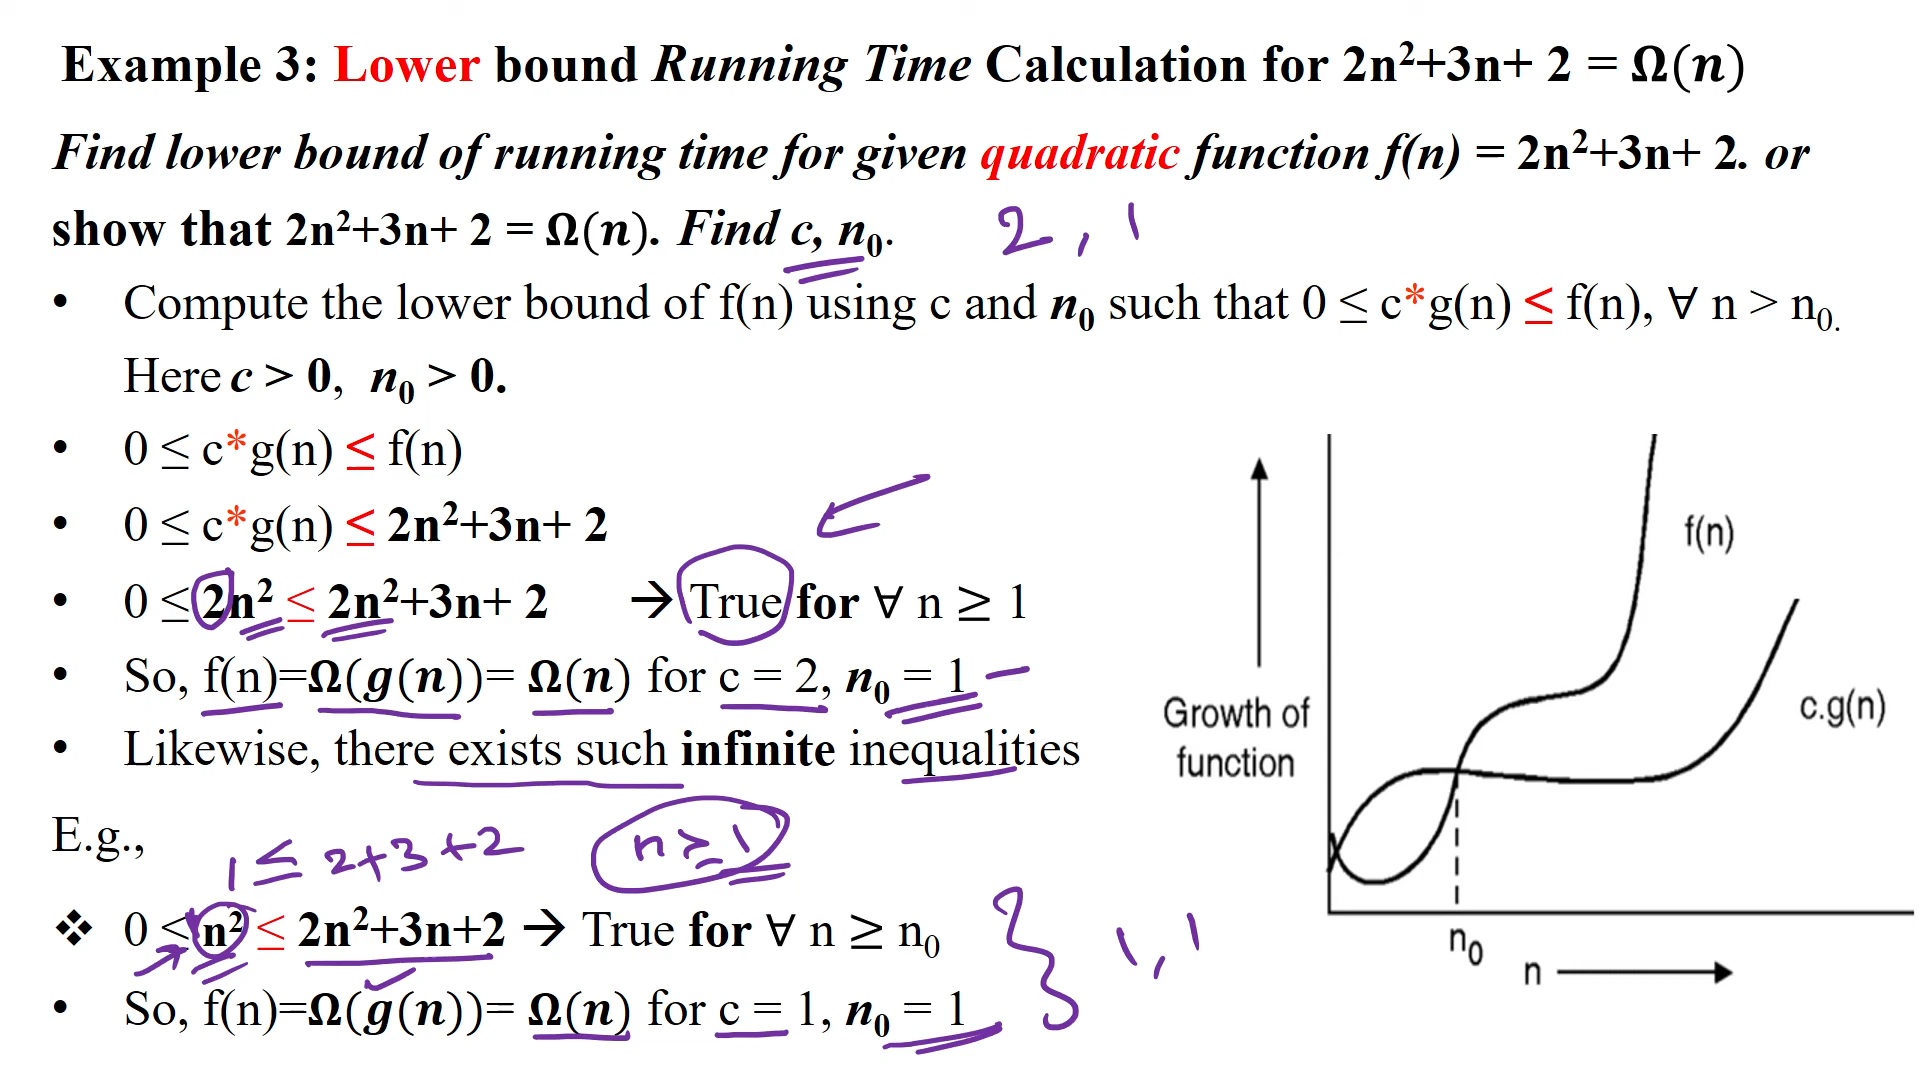 Example 3: Lower bound Running Time Calculation for 2n²+3n+ 2 = Ω(n)
Find lower bound of running time for given quadratic function f(n) = 2n²+3n+ 2. or
show that 2n²+3n+ 2 = Ω(n). Find c, n₀.
2, 1
• Compute the lower bound of f(n) using c and n₀ such that 0 ≤ c*g(n) ≤ f(n), ∀ n > n₀.
Here c > 0, n₀ > 0.
• 0 ≤ c*g(n) ≤ f(n)
• 0 ≤ c*g(n) ≤ 2n²+3n+ 2
• 0 ≤ 2n² ≤ 2n²+3n+ 2 → True for ∀ n ≥ 1
• So, f(n)=Ω(g(n))= Ω(n) for c = 2, n₀ = 1
• Likewise, there exists such infinite inequalities
E.g.,
1 ≤ 2+3+2
n ≥ 1
❖ 0 ≤ n² ≤ 2n²+3n+2 → True for ∀ n ≥ n₀
• So, f(n)=Ω(g(n))= Ω(n) for c = 1, n₀ = 1
1, 1
f(n)
c.g(n)
Growth of
function
n₀
n